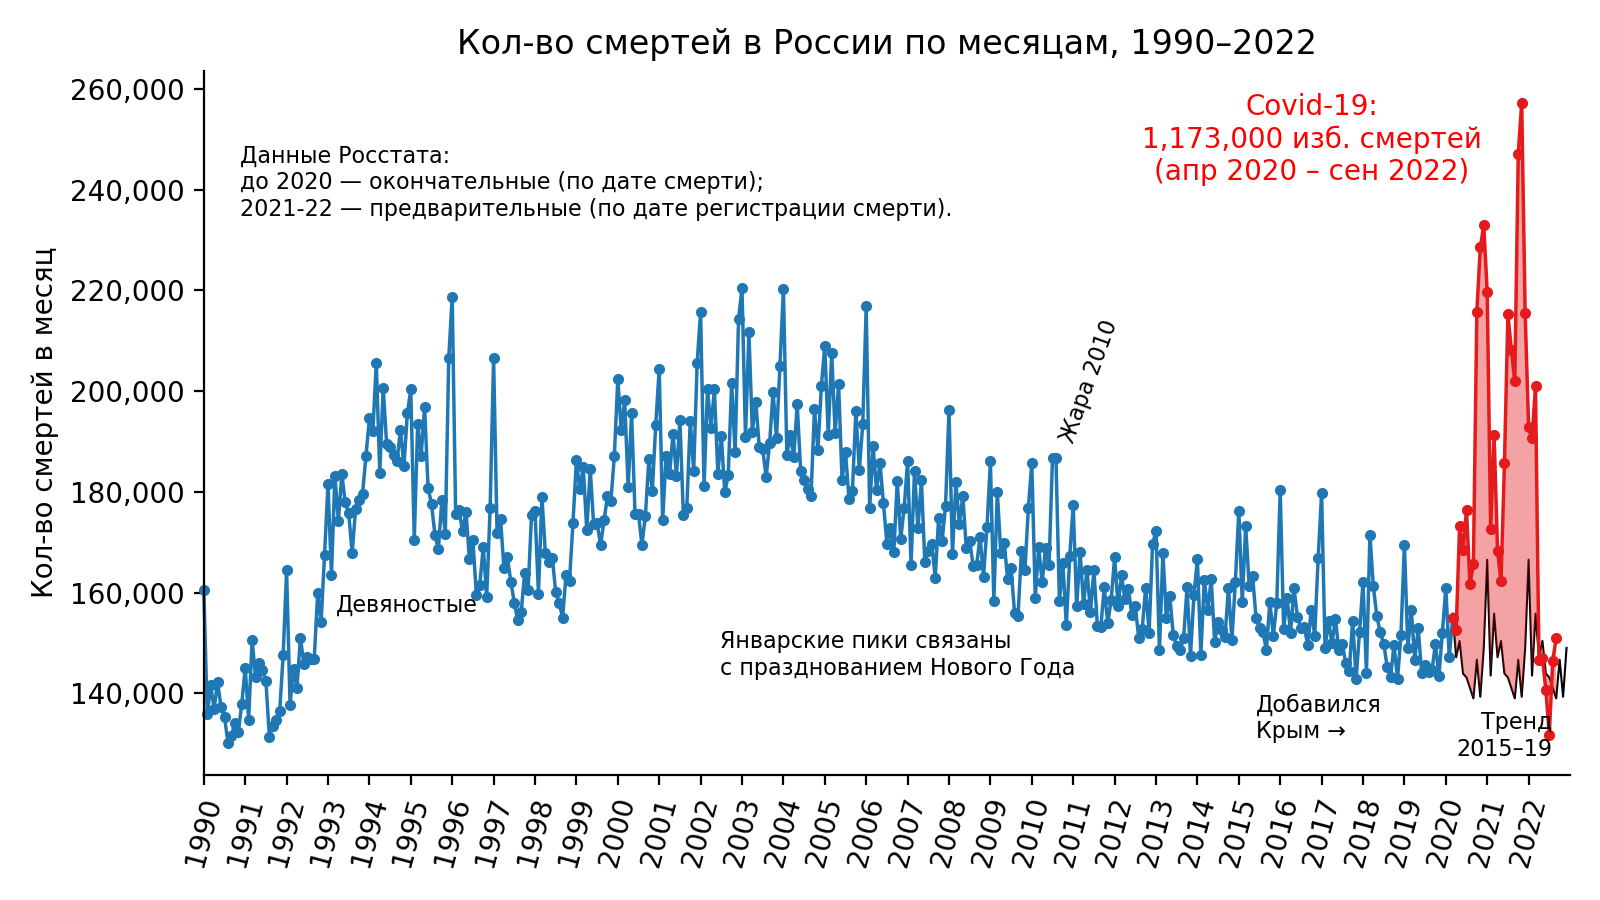 Кол-во смертей в России по месяцам, 1990–2022
Кол-во смертей в месяц
260,000
240,000
220,000
200,000
180,000
160,000
140,000
Данные Росстата:
до 2020 — окончательные (по дате смерти);
2021-22 — предварительные (по дате регистрации смерти).
Covid-19:
1,173,000 изб. смертей
(апр 2020 – сен 2022)
Жара 2010
Девяностые
Январские пики связаны
с празднованием Нового Года
Добавился
Крым →
Тренд
2015–19
1990
1991
1992
1993
1994
1995
1996
1997
1998
1999
2000
2001
2002
2003
2004
2005
2006
2007
2008
2009
2010
2011
2012
2013
2014
2015
2016
2017
2018
2019
2020
2021
2022